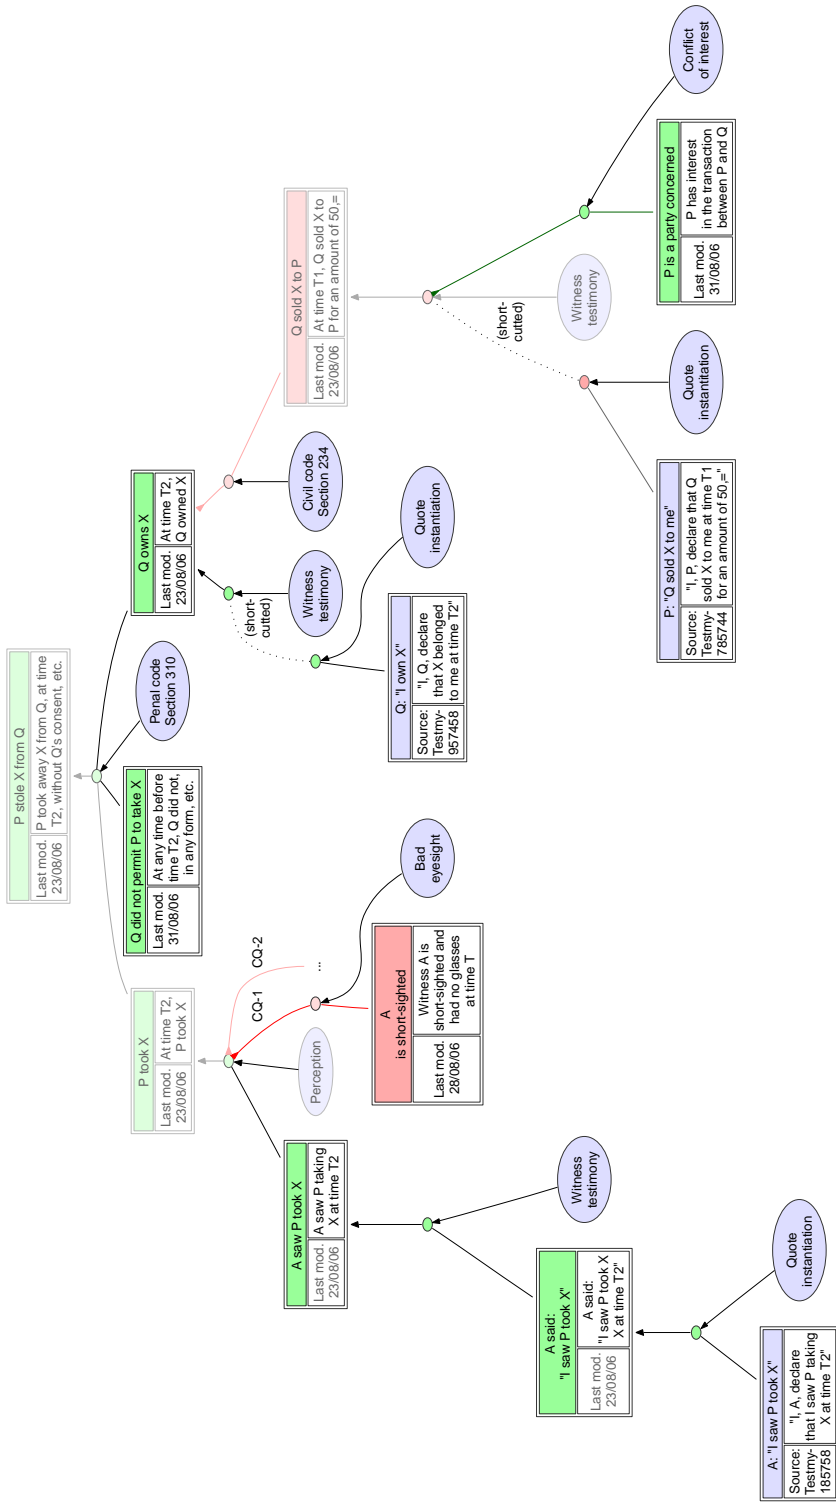 P stole X from Q
Last mod.
23/08/06
P took away X from Q, at time
T2, without Q's consent, etc.
Penal code
Section 310
P took X
Last mod.
23/08/06
At time T2,
P took X
Q did not permit P to take X
Last mod.
31/08/06
At any time before
time T2, Q did not,
in any form, etc.
Q owns X
Last mod.
23/08/06
At time T2,
Q owned X
CQ-1
CQ-2
...
Perception
Bad
eyesight
(short-
cutted)
Witness
testimony
Civil code
Section 234
A saw P took X
Last mod.
23/08/06
A saw P taking
X at time T2
A
is short-sighted
Last mod.
28/08/06
Witness A is
short-sighted and
had no glasses
at time T
Q: "I own X"
Source:
Testmy-
957458
"I, Q, declare
that X belonged
to me at time T2"
Quote
instantiation
Q sold X to P
Last mod.
23/08/06
At time T1, Q sold X to
P for an amount of 50,=
Witness
testimony
(short-
cutted)
Witness
testimony
A said:
"I saw P took X"
Last mod.
23/08/06
A said:
"I saw P took X
X at time T2"
Quote
instantiation
A: "I saw P took X"
Source:
Testmy-
185758
"I, A, declare
that I saw P taking
X at time T2"
P: "Q sold X to me"
Source:
Testmy-
785744
"I, P, declare that Q
sold X to me at time T1
for an amount of 50,="
Quote
instantitation
P is a party concerned
Last mod.
31/08/06
P has interest
in the transaction
between P and Q
Conflict
of interest